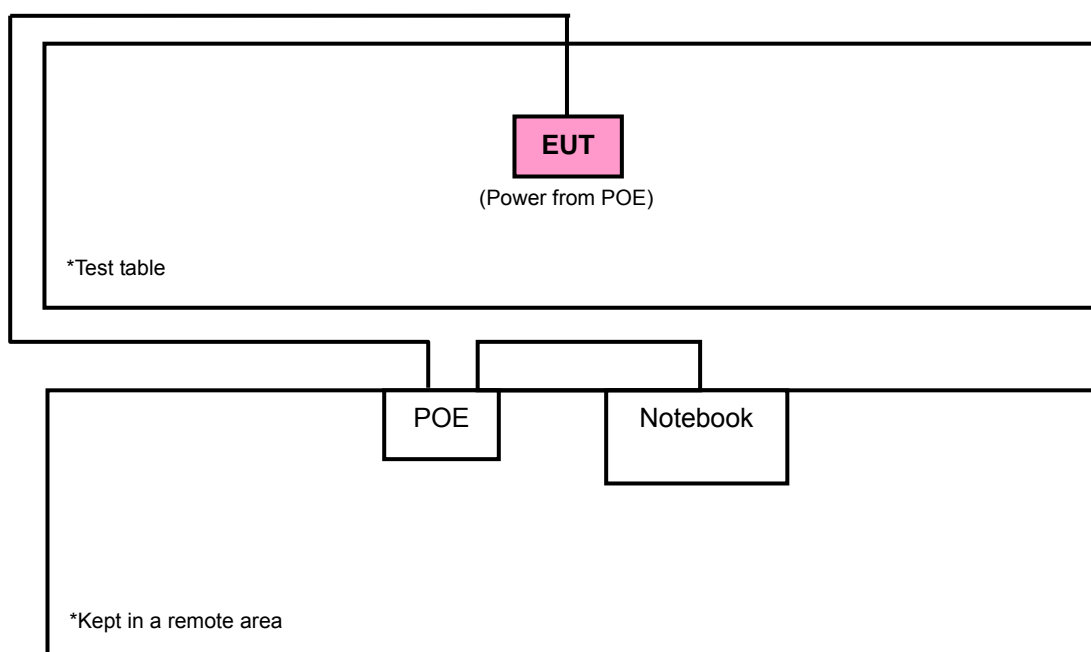 EUT
(Power from POE)
*Test table
POE
Notebook
*Kept in a remote area